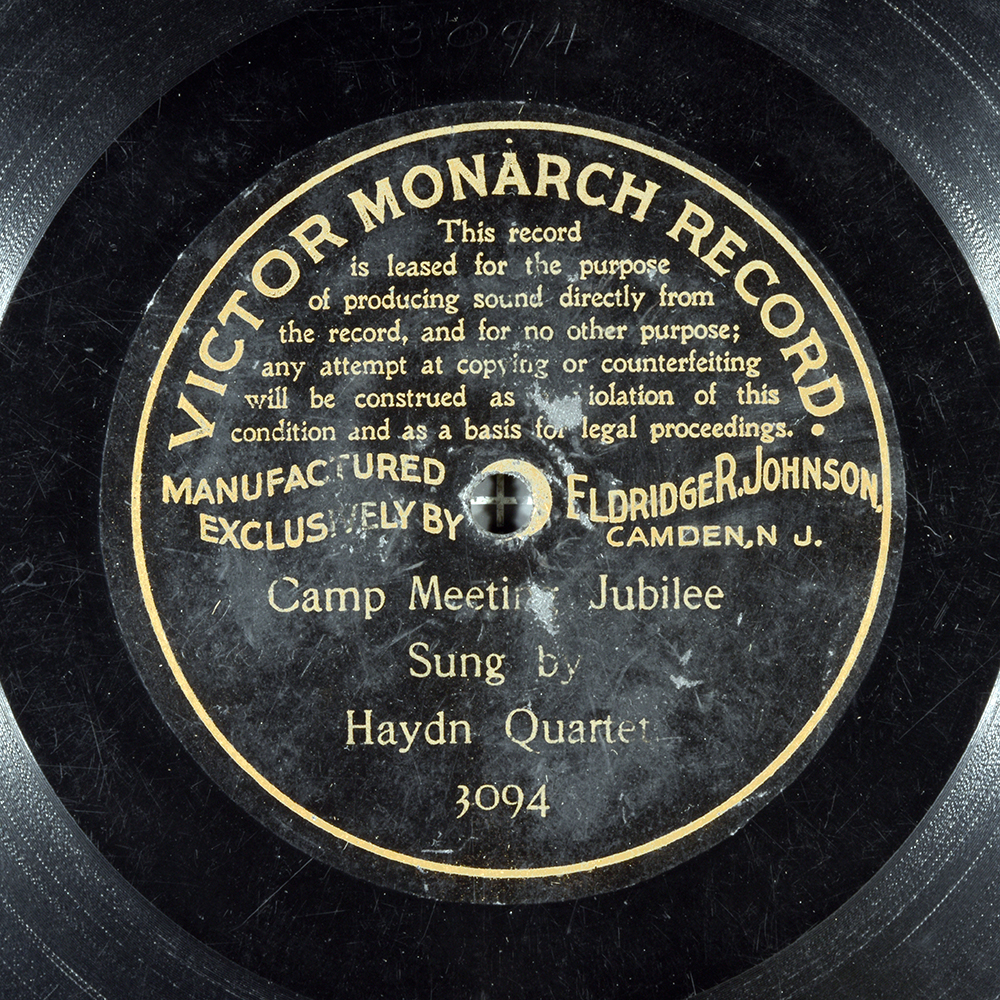 3094
VICTOR MONARCH RECORD.
This record
is leased for the purpose
of producing sound directly from
the record, and for no other purpose;
any attempt at copying or counterfeiting
will be construed as violation of this
condition and as a basis for legal proceedings.
MANUFACTURED
EXCLUSIVELY BY
ELDRIDGE R. JOHNSON,
CAMDEN, N J.
Camp Meeting Jubilee
Sung by
Haydn Quartet
3094